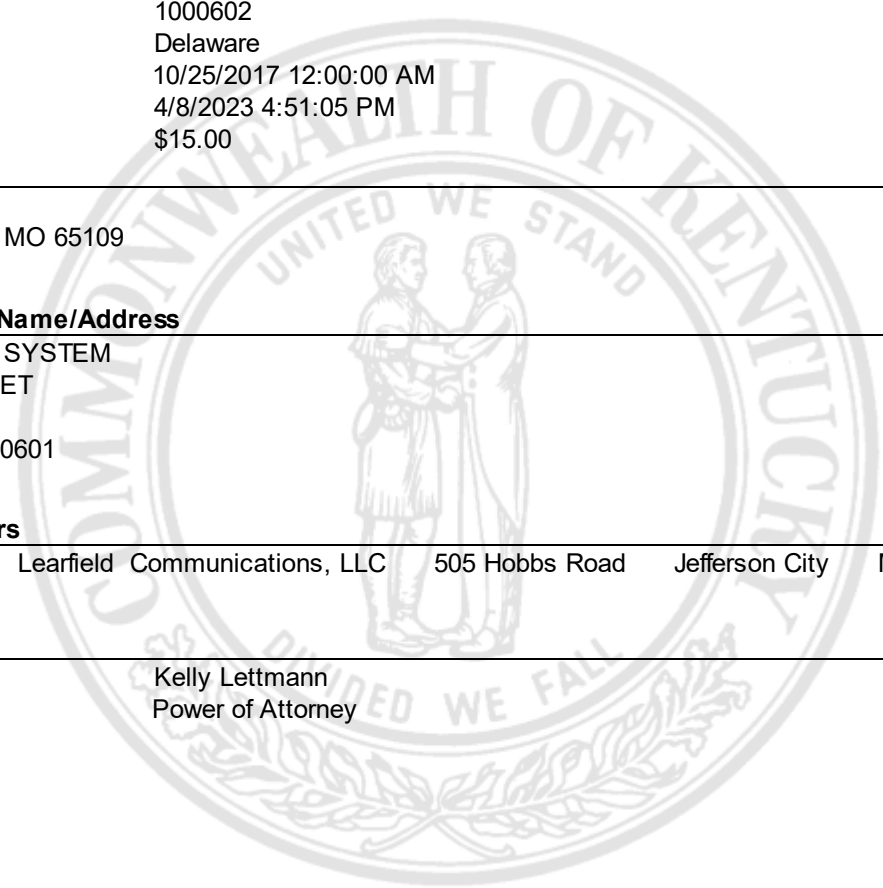 1000602
Delaware
10/25/2017 12:00:00 AM
4/8/2023 4:51:05 PM
$15.00
MO 65109
Name/Address
SYSTEM
ET
0601
rs
Learfield Communications, LLC 505 Hobbs Road Jefferson City
Kelly Lettmann
Power of Attorney
COMMONWEALTH OF KENTUCKY
UNITED WE STAND
DIVIDED WE FALL